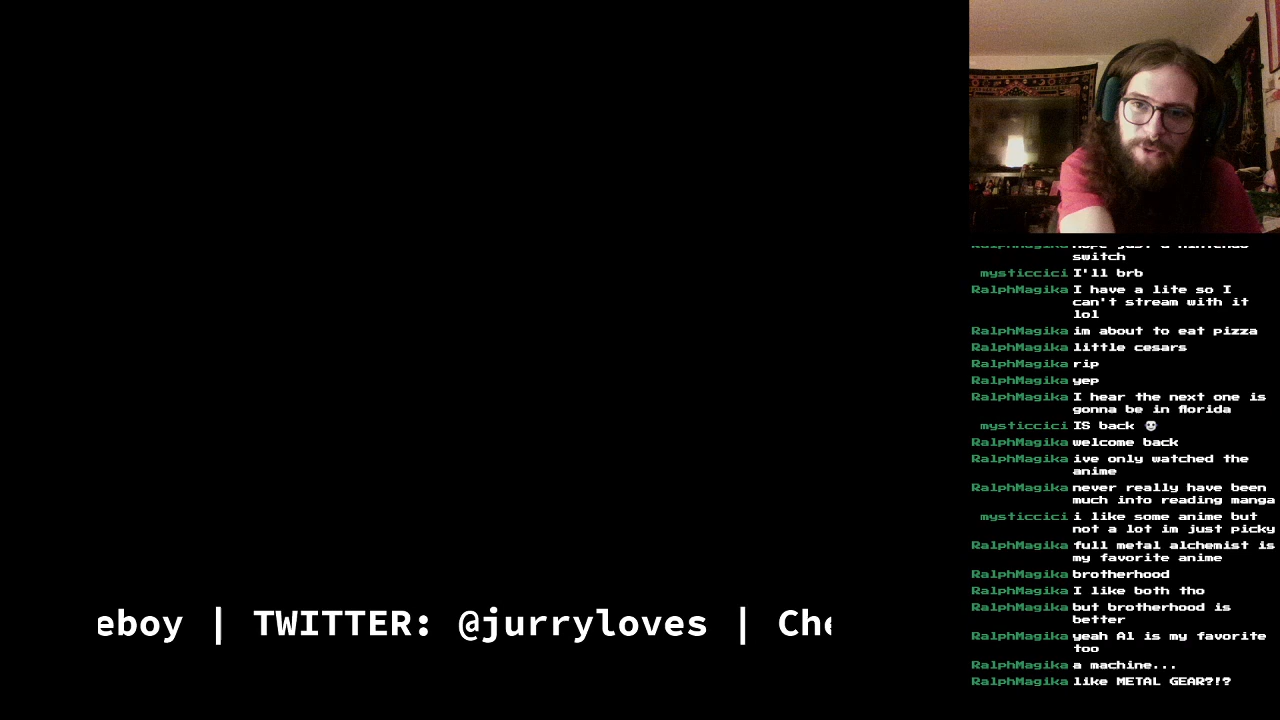 switch
mysticcici I'll brb
RalphMagika I have a lite so I
can't stream with it
lol
RalphMagika im about to eat pizza
RalphMagika little cesars
RalphMagika rip
RalphMagika yep
RalphMagika I hear the next one is
gonna be in florida
mysticcici IS back
RalphMagika welcome back
RalphMagika ive only watched the
anime
RalphMagika never really have been
much into reading manga
mysticcici i like some anime but
not a lot im just picky
RalphMagika full metal alchemist is
my favorite anime
RalphMagika brotherhood
RalphMagika I like both tho
RalphMagika but brotherhood is
better
RalphMagika yeah Al is my favorite
too
RalphMagika a machine...
RalphMagika like METAL GEAR?!?
eboy | TWITTER: @jurryloves | Che